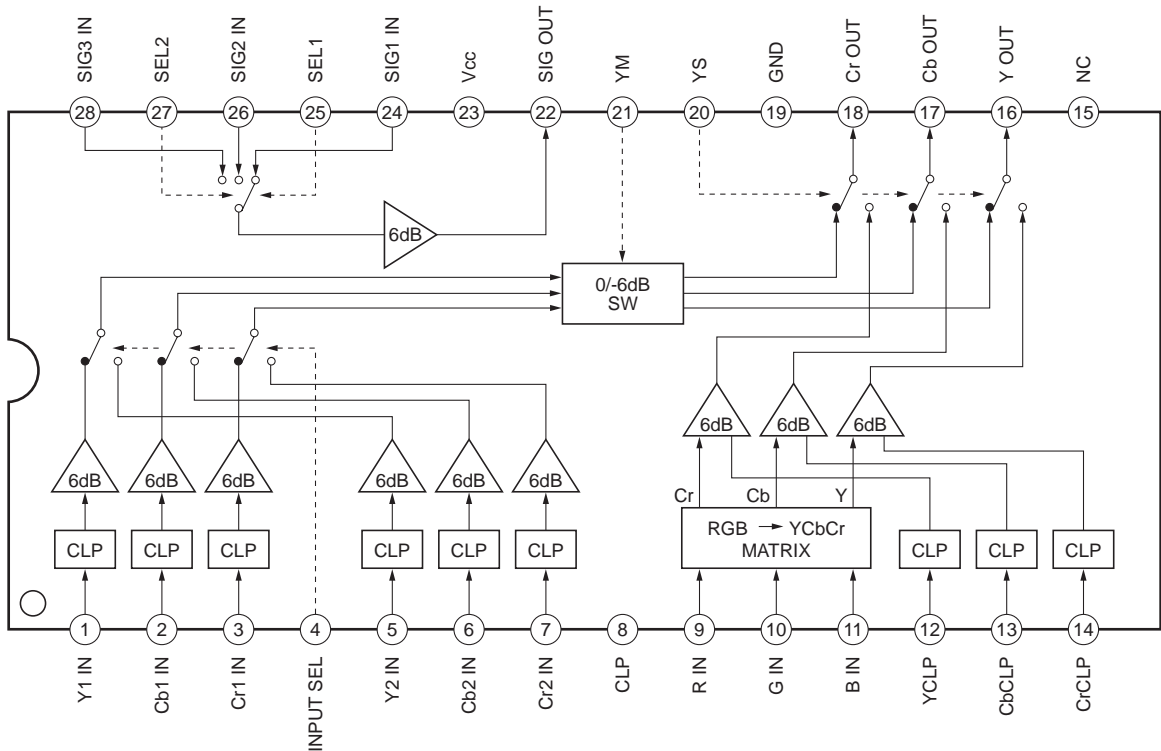 SIG3 IN
SEL2
SIG2 IN
SEL1
SIG1 IN
Vcc
SIG OUT
YM
YS
GND
Cr OUT
Cb OUT
Y OUT
NC
28
27
26
25
24
23
22
21
20
19
18
17
16
15
6dB
0/-6dB
SW
6dB
6dB
6dB
6dB
6dB
6dB
6dB
6dB
6dB
Cr
Cb
Y
CLP
CLP
CLP
CLP
CLP
CLP
RGB → YCbCr
MATRIX
CLP
CLP
CLP
1
2
3
4
5
6
7
8
9
10
11
12
13
14
Y1 IN
Cb1 IN
Cr1 IN
INPUT SEL
Y2 IN
Cb2 IN
Cr2 IN
CLP
R IN
G IN
B IN
YCLP
CbCLP
CrCLP